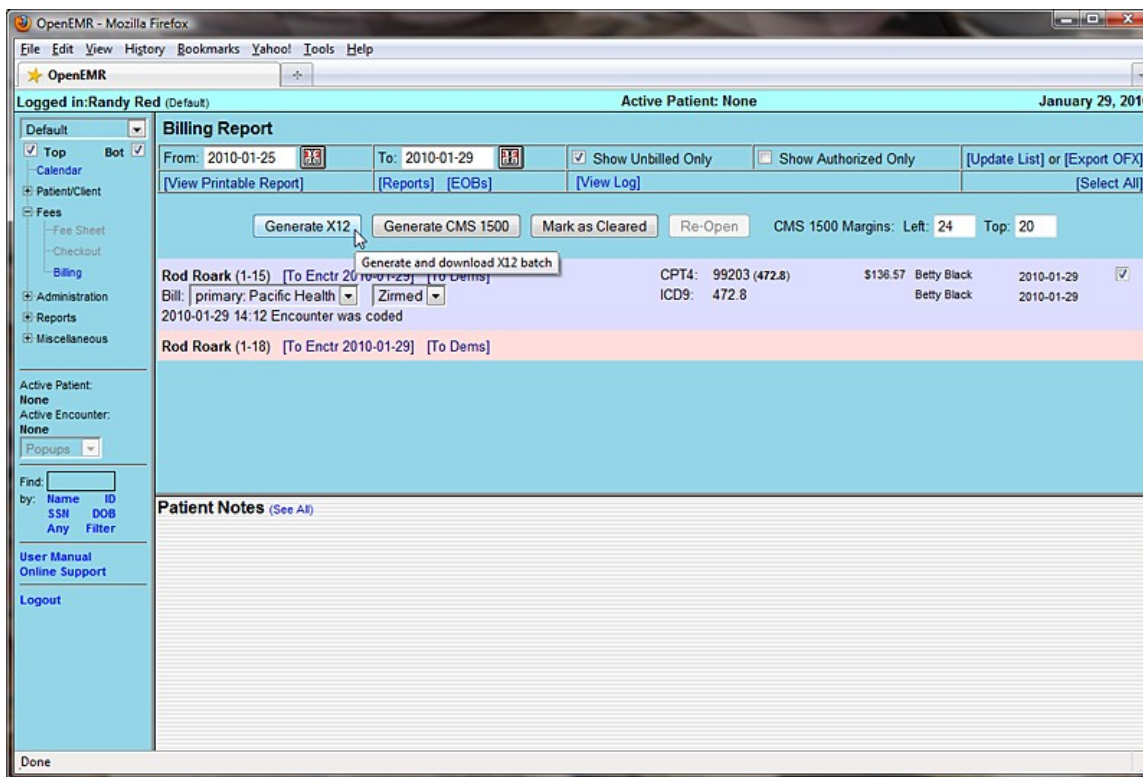 OpenEMR - Mozilla Firefox
File Edit View History Bookmarks Yahoo! Tools Help
OpenEMR
Logged in:Randy Red (Default) Active Patient: None January 29, 201
Default
Top Bot
Calendar
Patient/Client
Fees
Fee Sheet
Checkout
Billing
Administration
Reports
Miscellaneous
Active Patient:
None
Active Encounter:
None
Popups
Find:
by: Name ID
SSN DOB
Any Filter
User Manual
Online Support
Logout
Billing Report
From: 2010-01-25 To: 2010-01-29 Show Unbilled Only Show Authorized Only [Update List] or [Export OFX]
[View Printable Report] [Reports] [EOBs] [View Log] [Select All]
Generate X12 Generate CMS 1500 Mark as Cleared Re-Open CMS 1500 Margins: Left: 24 Top: 20
Generate and download X12 batch
Rod Roark (1-15) [To Enctr 2010-01-29] [To Dems] CPT4: 99203 (472.8) $136.57 Betty Black 2010-01-29
Bill: primary: Pacific Health Zirmed ICD9: 472.8 Betty Black 2010-01-29
2010-01-29 14:12 Encounter was coded
Rod Roark (1-18) [To Enctr 2010-01-29] [To Dems]
Patient Notes (See All)
Done